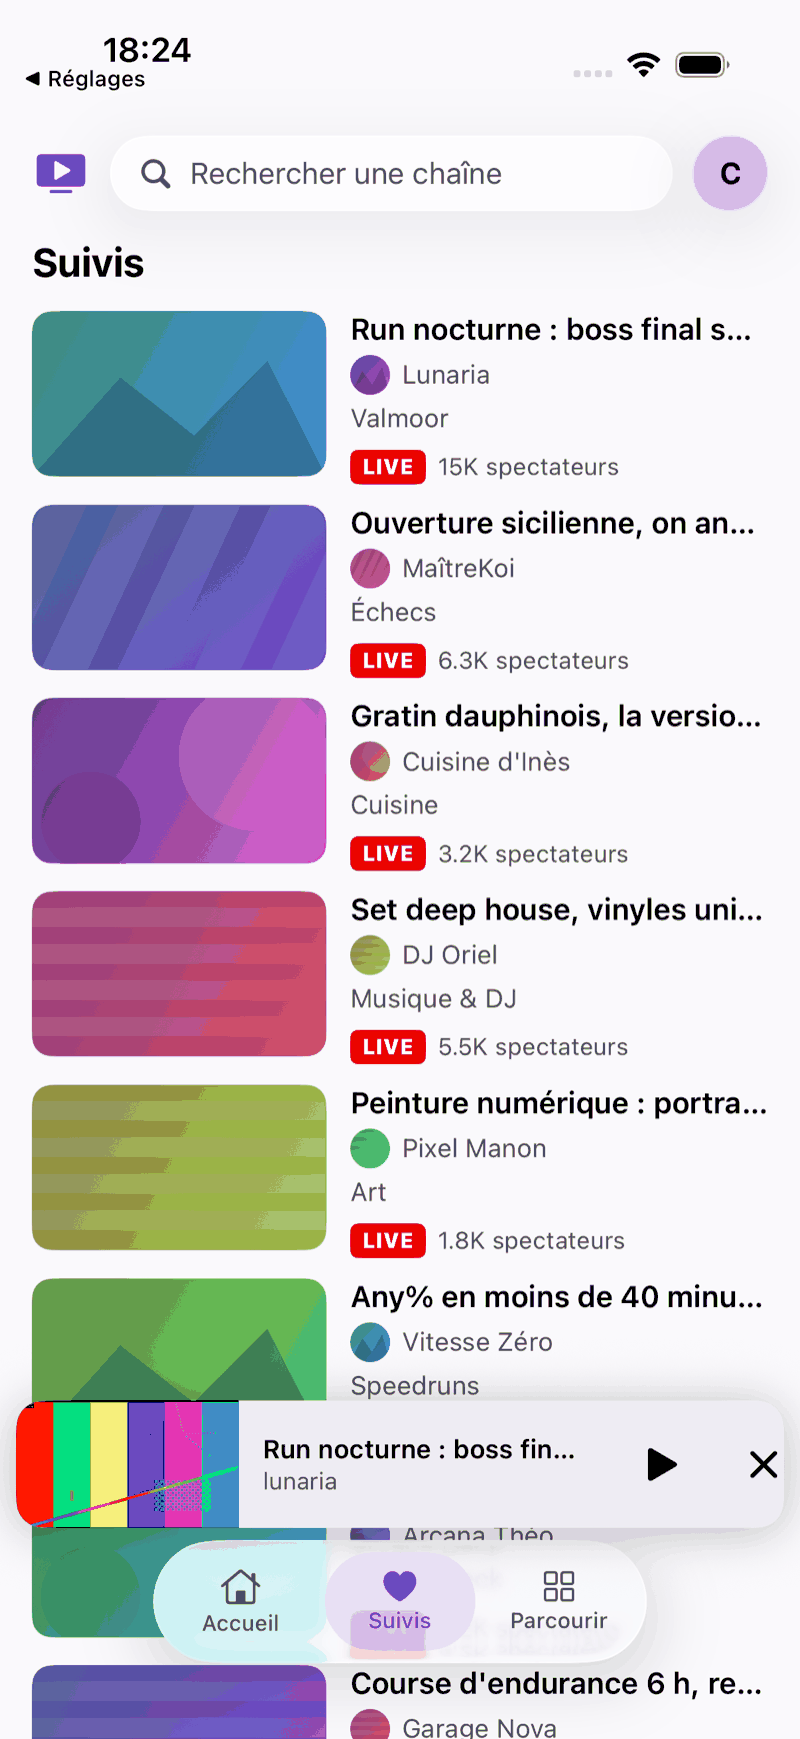 18:24
◀ Réglages
Rechercher une chaîne
C
Suivis
Run nocturne : boss final s...
Lunaria
Valmoor
LIVE 15K spectateurs
Ouverture sicilienne, on an...
MaîtreKoi
Échecs
LIVE 6.3K spectateurs
Gratin dauphinois, la versio...
Cuisine d'Inès
Cuisine
LIVE 3.2K spectateurs
Set deep house, vinyles uni...
DJ Oriel
Musique & DJ
LIVE 5.5K spectateurs
Peinture numérique : portra...
Pixel Manon
Art
LIVE 1.8K spectateurs
Any% en moins de 40 minu...
Vitesse Zéro
Speedruns
Run nocturne : boss fin...
lunaria
Arcana Théo
Accueil
Suivis
Parcourir
Course d'endurance 6 h, re...
Garage Nova